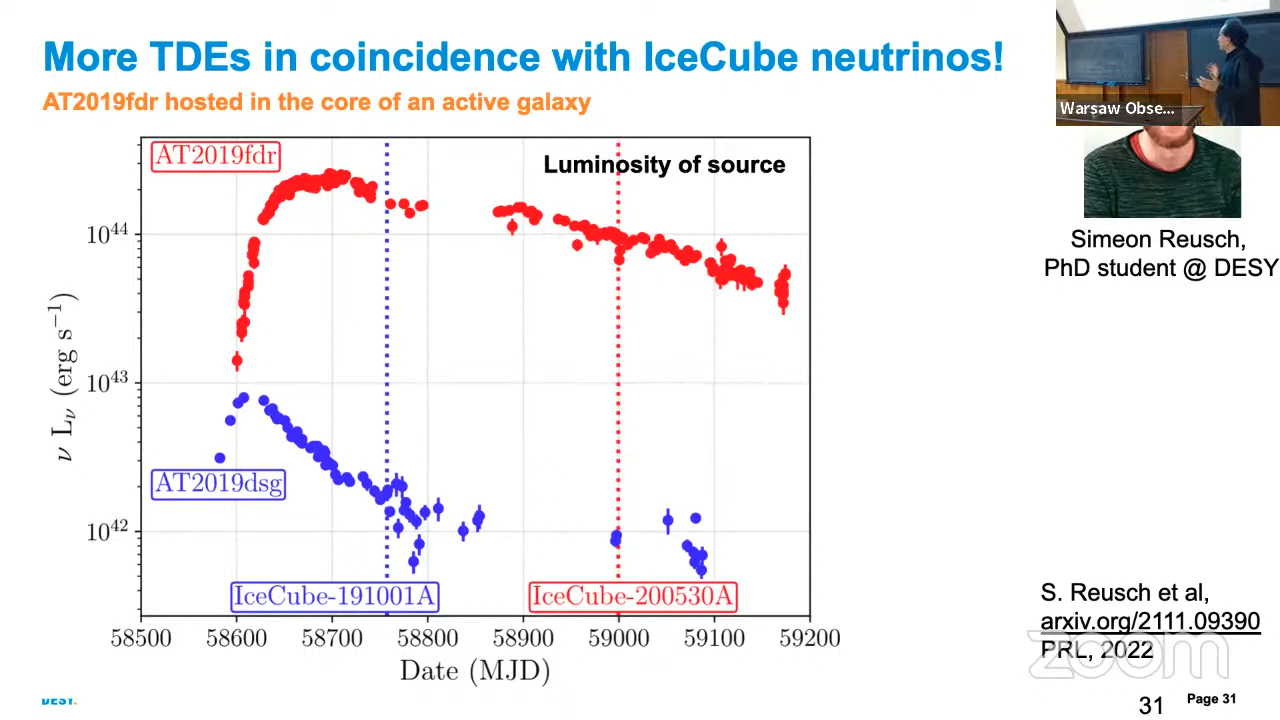 More TDEs in coincidence with IceCube neutrinos!
AT2019fdr hosted in the core of an active galaxy
Warsaw Obse...
AT2019fdr
Luminosity of source
Simeon Reusch,
PhD student @ DESY
10^44
10^43
10^42
ν L_ν (erg s^−1)
AT2019dsg
IceCube-191001A
IceCube-200530A
58500 58600 58700 58800 58900 59000 59100 59200
Date (MJD)
S. Reusch et al,
arxiv.org/2111.09390
PRL, 2022
zoom
DESY.
31
Page 31